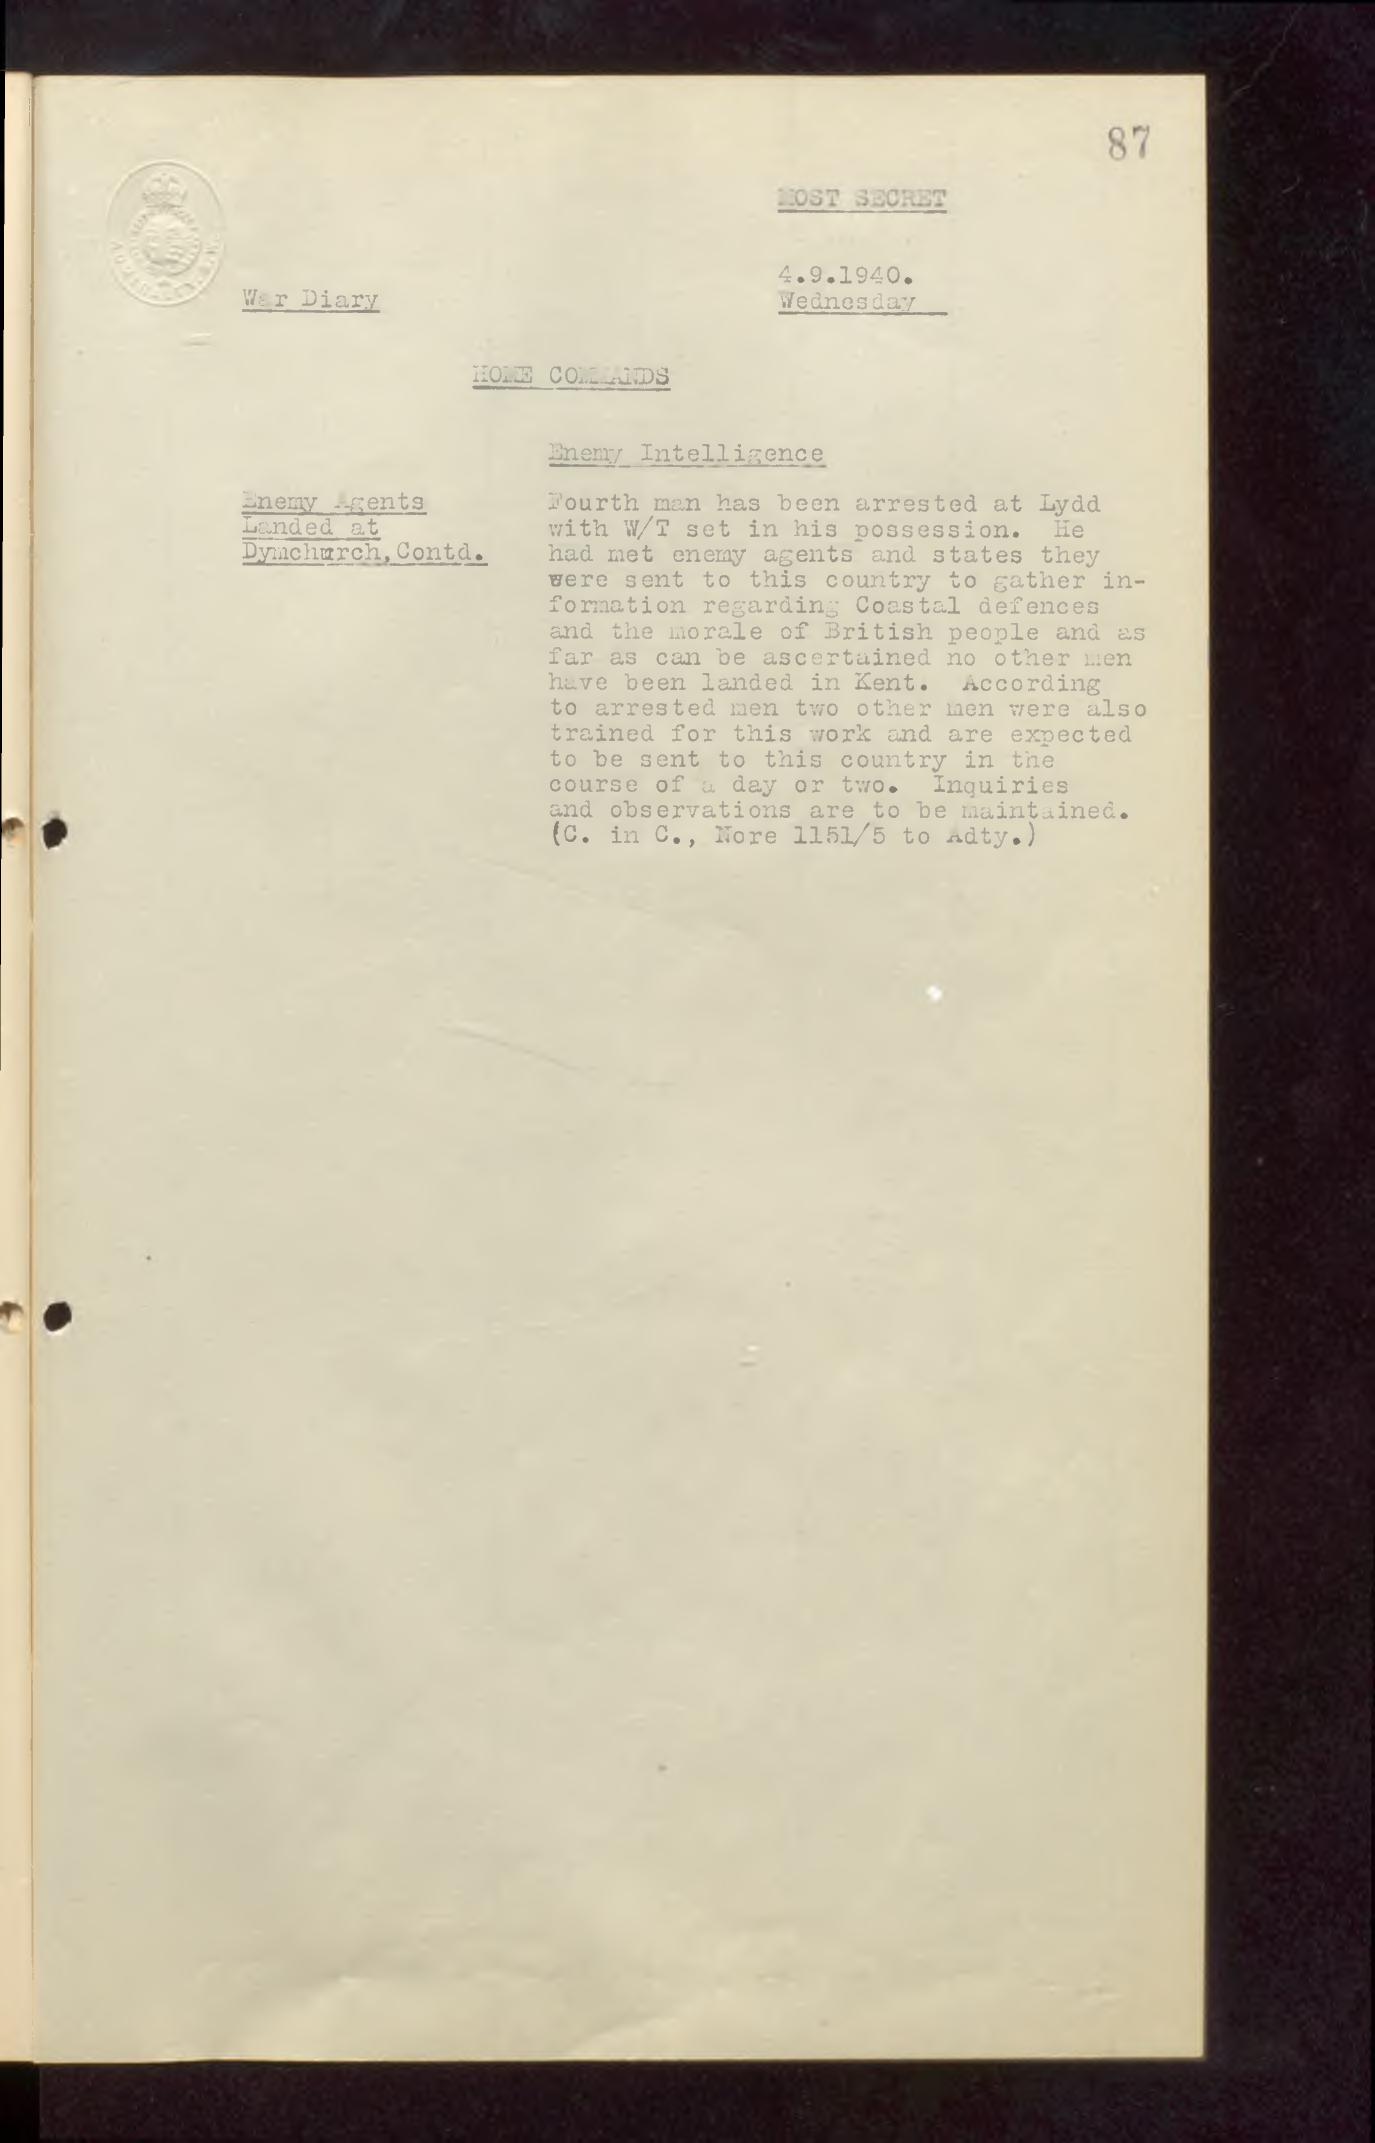 87
MOST SECRET
4.9.1940.
War Diary
Wednesday
HOME COMMANDS
Enemy Intelligence
Enemy Agents
Landed at
Dymchurch, Contd.
Fourth man has been arrested at Lydd
with W/T set in his possession. He
had met enemy agents and states they
were sent to this country to gather in-
formation regarding Coastal defences
and the morale of British people and as
far as can be ascertained no other men
have been landed in Kent. According
to arrested men two other men were also
trained for this work and are expected
to be sent to this country in the
course of a day or two. Inquiries
and observations are to be maintained.
(C. in C., Nore 1151/5 to Adty.)